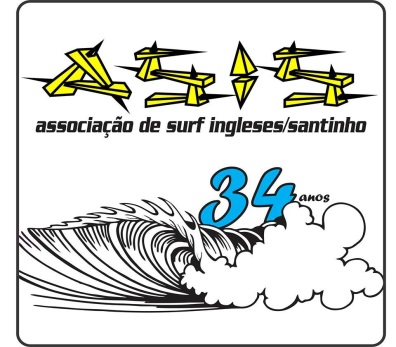 ASIS
associação de surf ingleses/santinho
34 anos